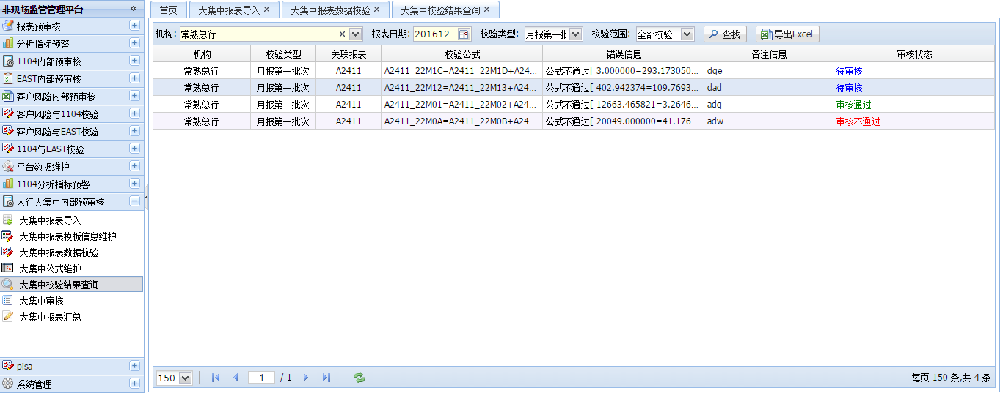 非现场监管管理平台
报表预审核
分析指标预警
1104内部预审核
EAST内部预审核
客户风险内部预审核
客户风险与1104校验
客户风险与EAST校验
1104与EAST校验
平台数据维护
1104分析指标预警
人行大集中内部预审核
大集中报表导入
大集中报表模板信息维护
大集中报表数据校验
大集中公式维护
大集中校验结果查询
大集中审核
大集中报表汇总
pisa
系统管理
首页 大集中报表导入 大集中报表数据校验 大集中校验结果查询
机构: 常熟总行 报表日期: 201612 校验类型: 月报第一批 校验范围: 全部校验 查找 导出Excel
机构 校验类型 关联报表 校验公式 错误信息 备注信息 审核状态
常熟总行 月报第一批次 A2411 A2411_22M1C=A2411_22M1D+A24... 公式不通过[ 3.000000=293.173050... dqe 待审核
常熟总行 月报第一批次 A2411 A2411_22M12=A2411_22M13+A24... 公式不通过[ 402.942374=109.7693... dad 待审核
常熟总行 月报第一批次 A2411 A2411_22M01=A2411_22M02+A24... 公式不通过[ 12663.465821=3.2646... adq 审核通过
常熟总行 月报第一批次 A2411 A2411_22M0A=A2411_22M0B+A24... 公式不通过[ 20049.000000=41.176... adw 审核不通过
150 1 / 1 每页 150 条,共 4 条